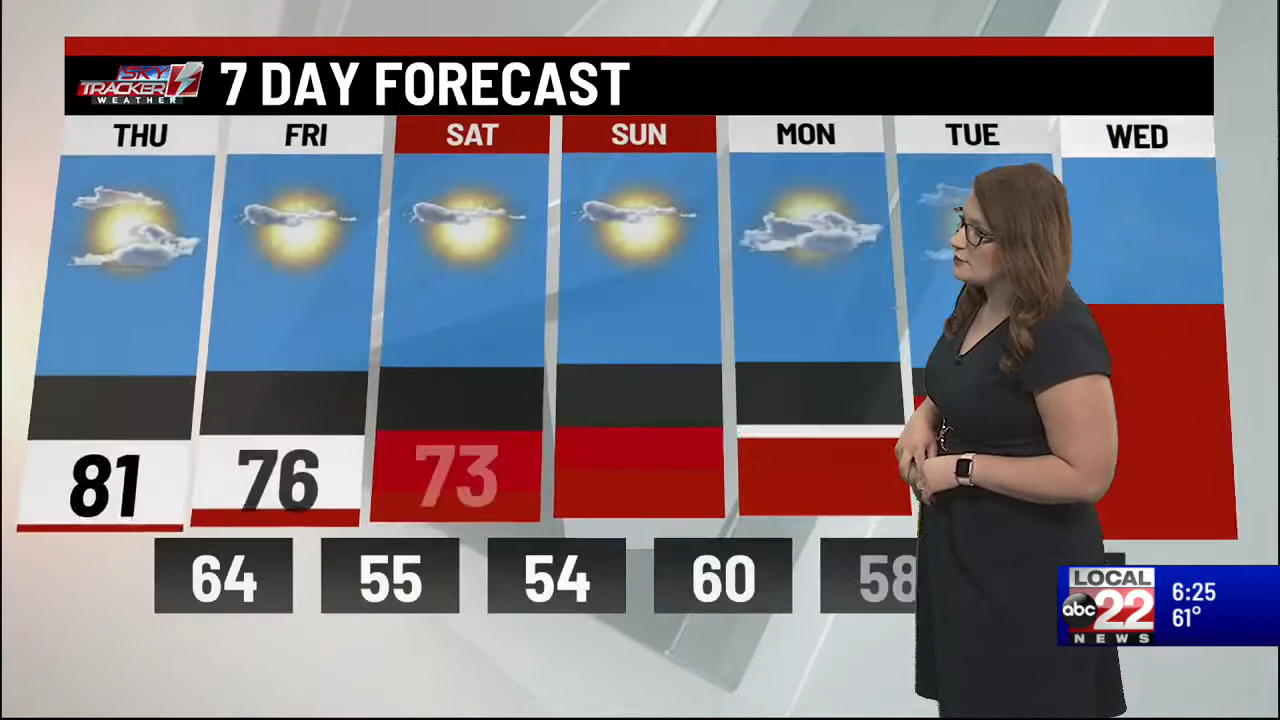 SKY
TRACKER
WEATHER
7 DAY FORECAST
THU FRI SAT SUN MON TUE WED
81 76 73
64 55 54 60 58
LOCAL
abc 22
NEWS
6:25
61°